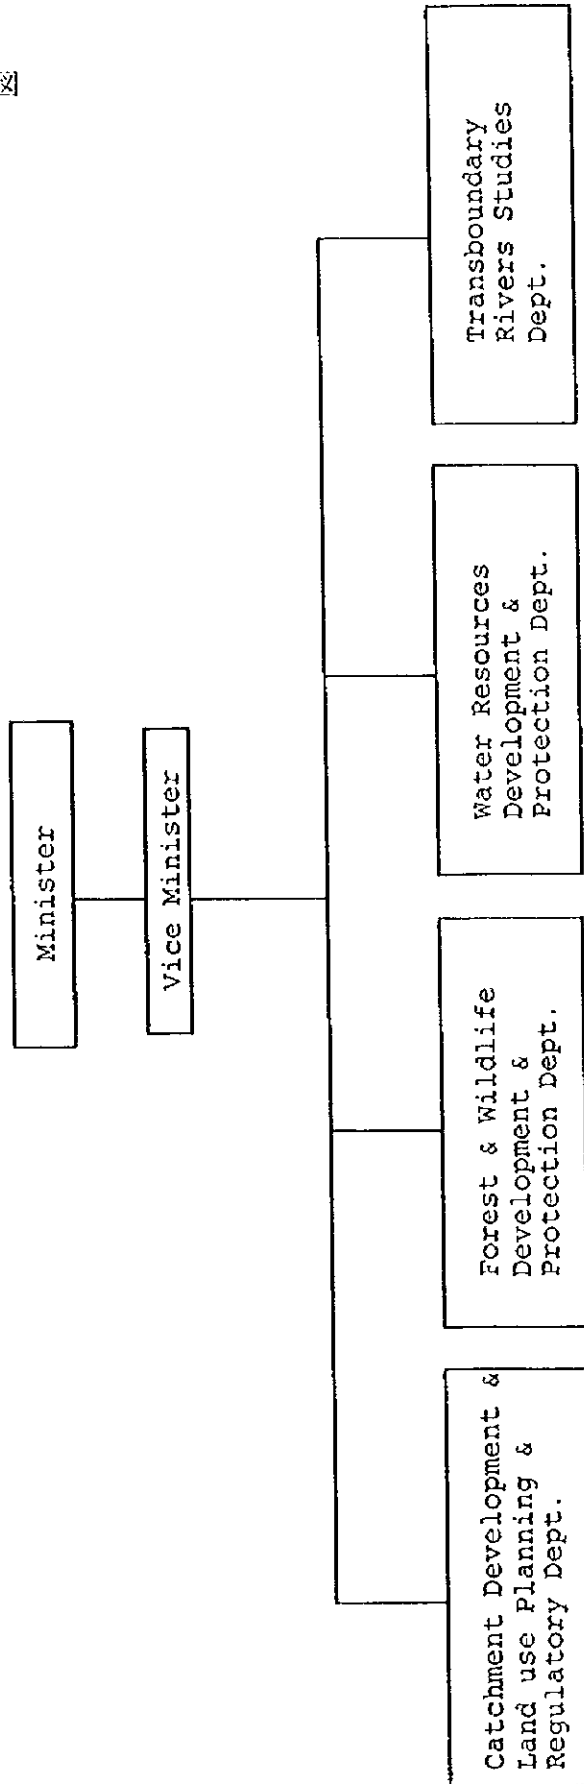 図
Minister
Vice Minister
Catchment Development &
Land use Planning &
Regulatory Dept.
Forest & Wildlife
Development &
Protection Dept.
Water Resources
Development &
Protection Dept.
Transboundary
Rivers Studies
Dept.